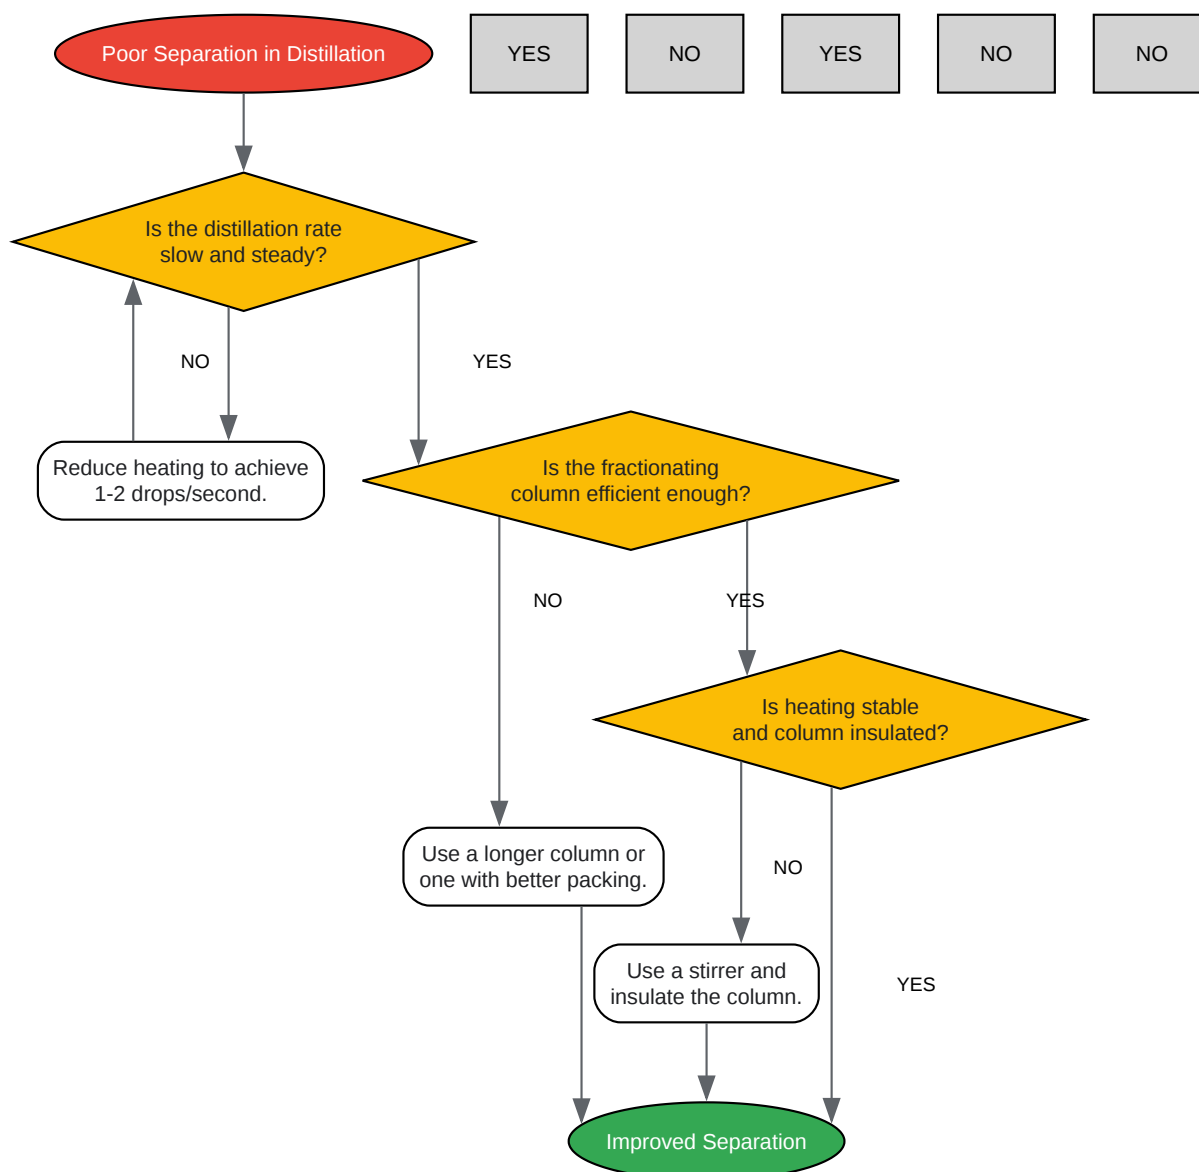 Poor Separation in Distillation
YES
NO
YES
NO
NO
Is the distillation rate
slow and steady?
NO
YES
Reduce heating to achieve
1-2 drops/second.
Is the fractionating
column efficient enough?
NO
YES
Is heating stable
and column insulated?
Use a longer column or
one with better packing.
NO
Use a stirrer and
insulate the column.
YES
Improved Separation